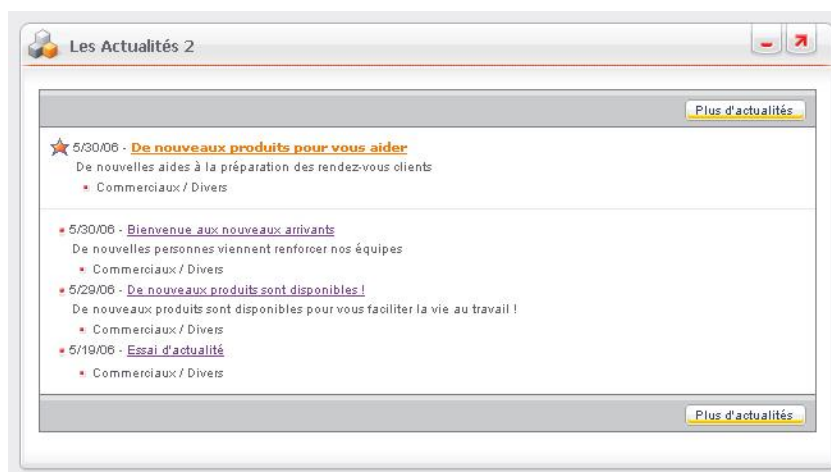 Les Actualités 2
Plus d'actualités
5/30/06 - De nouveaux produits pour vous aider
De nouvelles aides à la préparation des rendez-vous clients
Commerciaux / Divers
5/30/06 - Bienvenue aux nouveaux arrivants
De nouvelles personnes viennent renforcer nos équipes
Commerciaux / Divers
5/29/06 - De nouveaux produits sont disponibles !
De nouveaux produits sont disponibles pour vous faciliter la vie au travail !
Commerciaux / Divers
5/19/06 - Essai d'actualité
Commerciaux / Divers
Plus d'actualités